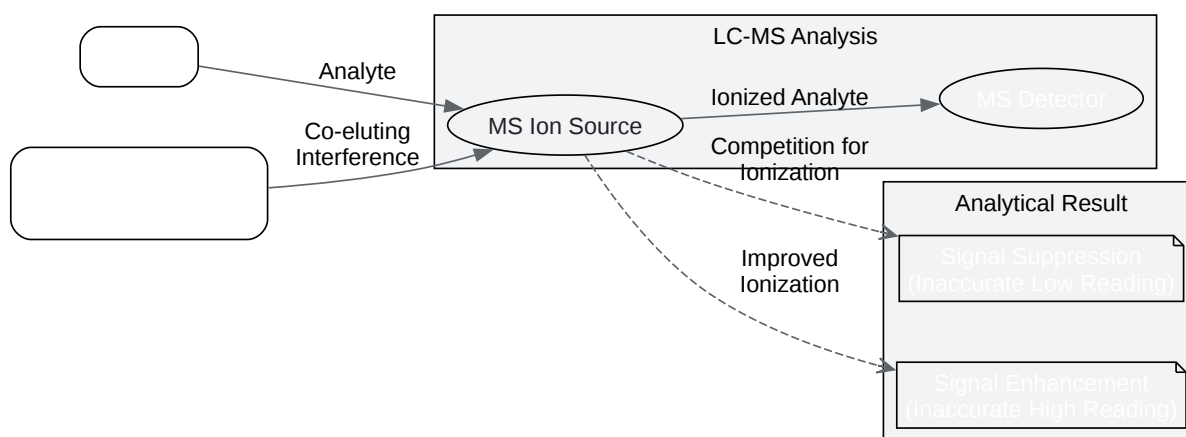 LC-MS Analysis
Analyte
Ionized Analyte
MS Detector
MS Ion Source
Co-eluting
Interference
Competition for
Ionization
Analytical Result
Signal Suppression
(Inaccurate Low Reading)
Improved
Ionization
Signal Enhancement
(Inaccurate High Reading)